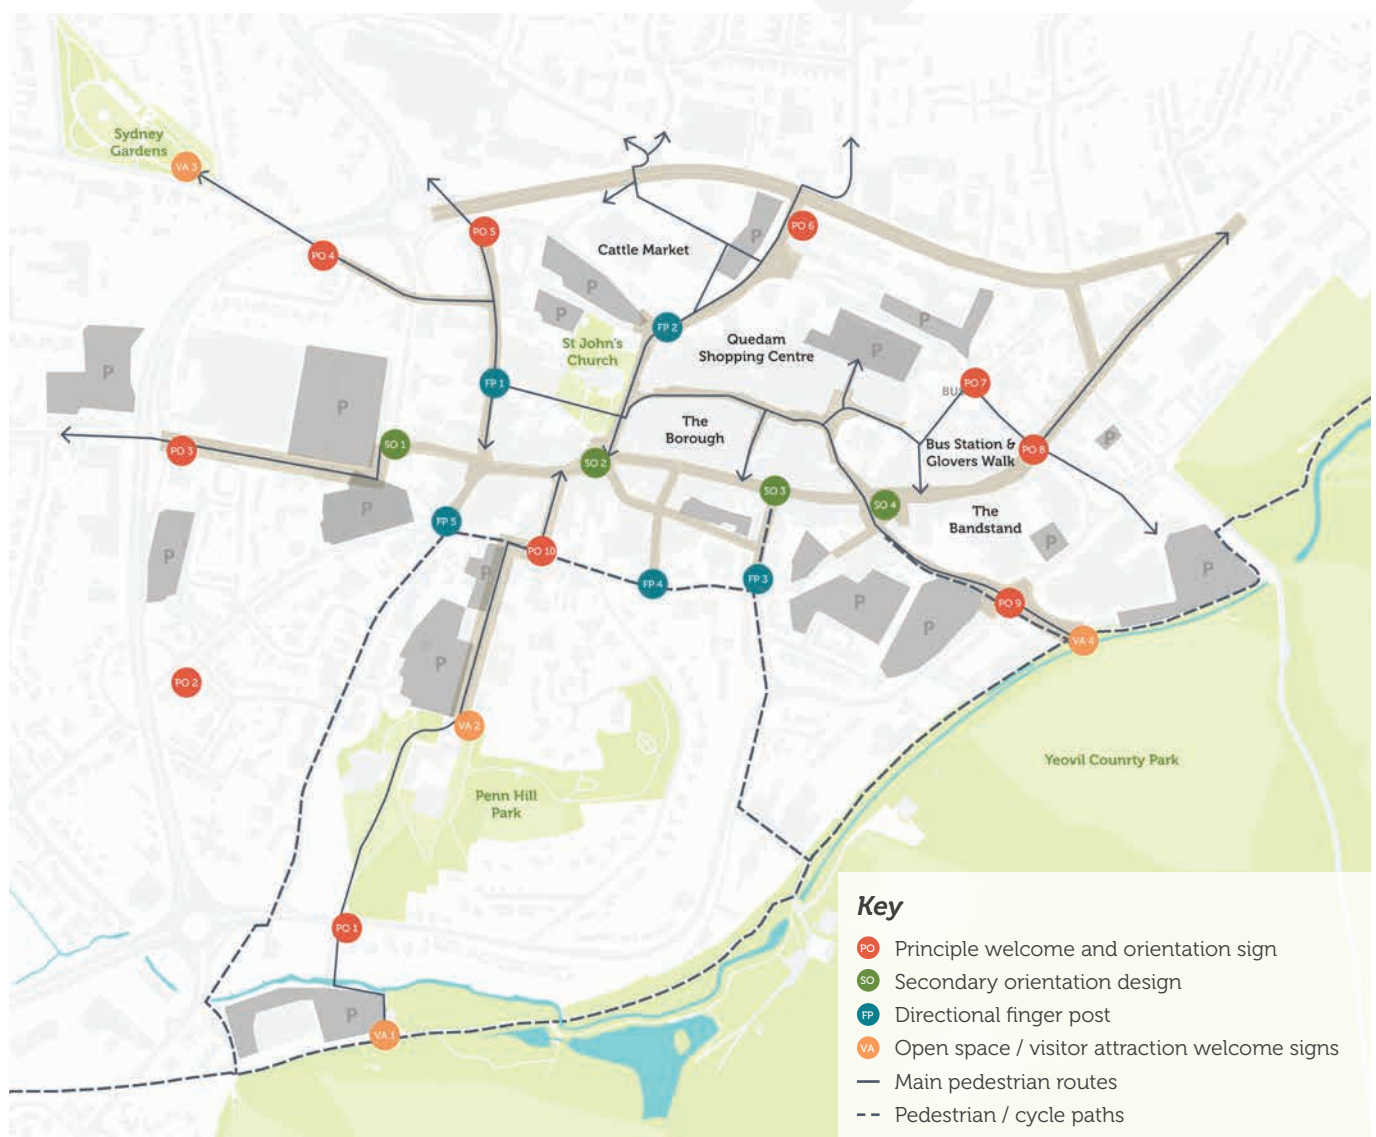 Sydney
Gardens
VA 3
PO 4
PO 5
Cattle Market
P
PO 6
P
P
FP 2
St John's
Church
Quedam
Shopping Centre
P
P
P
P
FP 1
BUS
PO 7
The
Borough
Bus Station &
Glovers Walk
PO 8
P
PO 3
SO 1
SO 2
SO 3
SO 4
The
Bandstand
P
P
FP 5
PO 10
P
P
P
FP 4
FP 3
P
P
PO 9
VA 4
P
PO 2
VA 2
Yeovil Counrty Park
Penn Hill
Park
PO 1
P
VA 1
Key
PO Principle welcome and orientation sign
SO Secondary orientation design
FP Directional finger post
VA Open space / visitor attraction welcome signs
Main pedestrian routes
Pedestrian / cycle paths